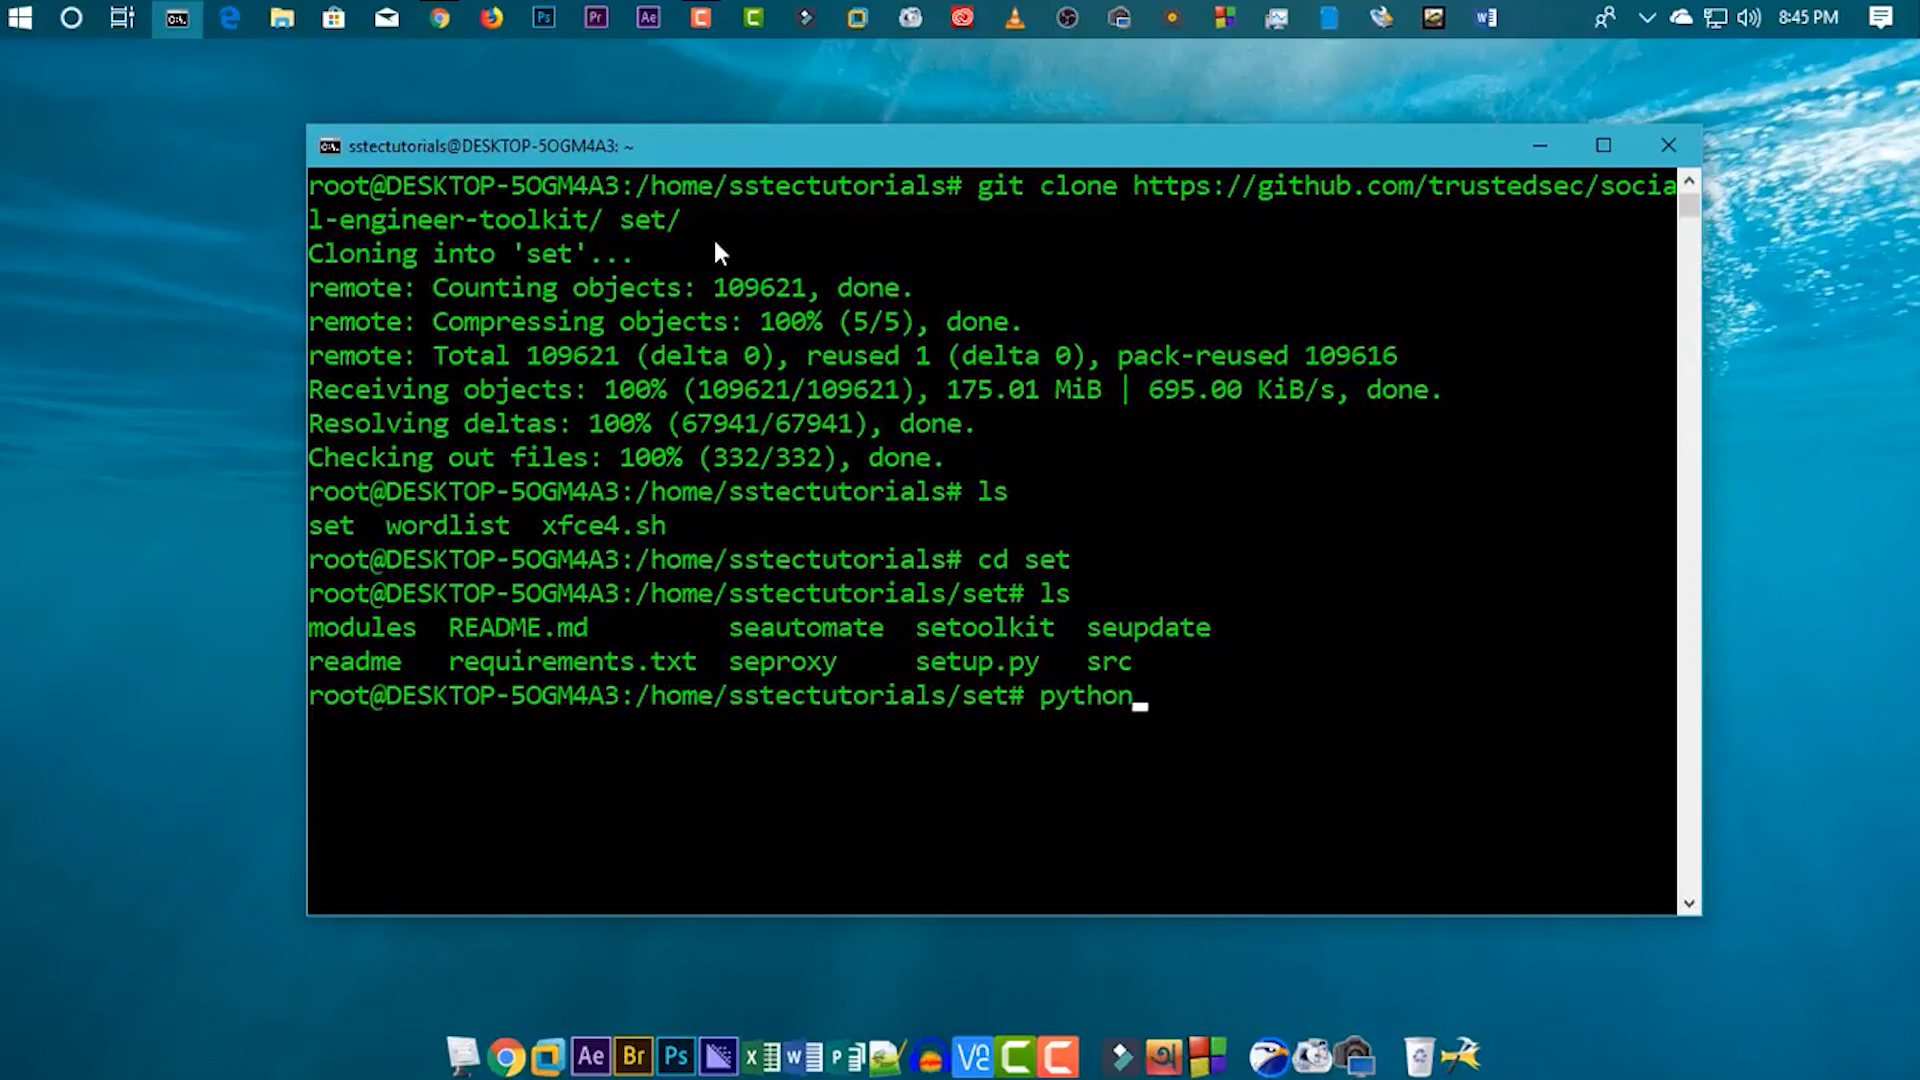 8:45 PM
sstectutorials@DESKTOP-5OGM4A3: ~
root@DESKTOP-5OGM4A3:/home/sstectutorials# git clone https://github.com/trustedsec/socia
l-engineer-toolkit/ set/
Cloning into 'set'...
remote: Counting objects: 109621, done.
remote: Compressing objects: 100% (5/5), done.
remote: Total 109621 (delta 0), reused 1 (delta 0), pack-reused 109616
Receiving objects: 100% (109621/109621), 175.01 MiB | 695.00 KiB/s, done.
Resolving deltas: 100% (67941/67941), done.
Checking out files: 100% (332/332), done.
root@DESKTOP-5OGM4A3:/home/sstectutorials# ls
set wordlist xfce4.sh
root@DESKTOP-5OGM4A3:/home/sstectutorials# cd set
root@DESKTOP-5OGM4A3:/home/sstectutorials/set# ls
modules README.md seautomate setoolkit seupdate
readme requirements.txt seproxy setup.py src
root@DESKTOP-5OGM4A3:/home/sstectutorials/set# python